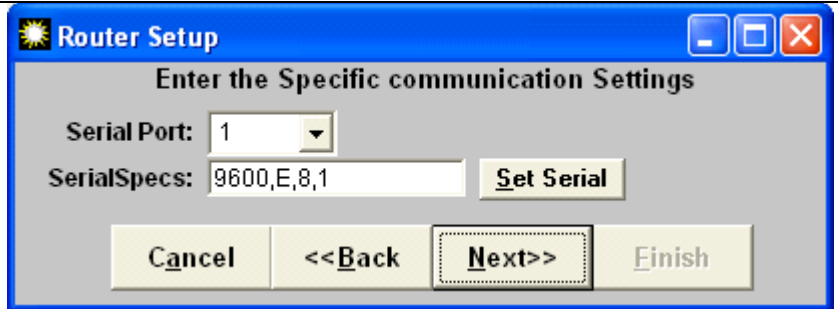 Router Setup
Enter the Specific communication Settings
Serial Port: 1
SerialSpecs: 9600,E,8,1 Set Serial
Cancel <<Back Next>> Finish